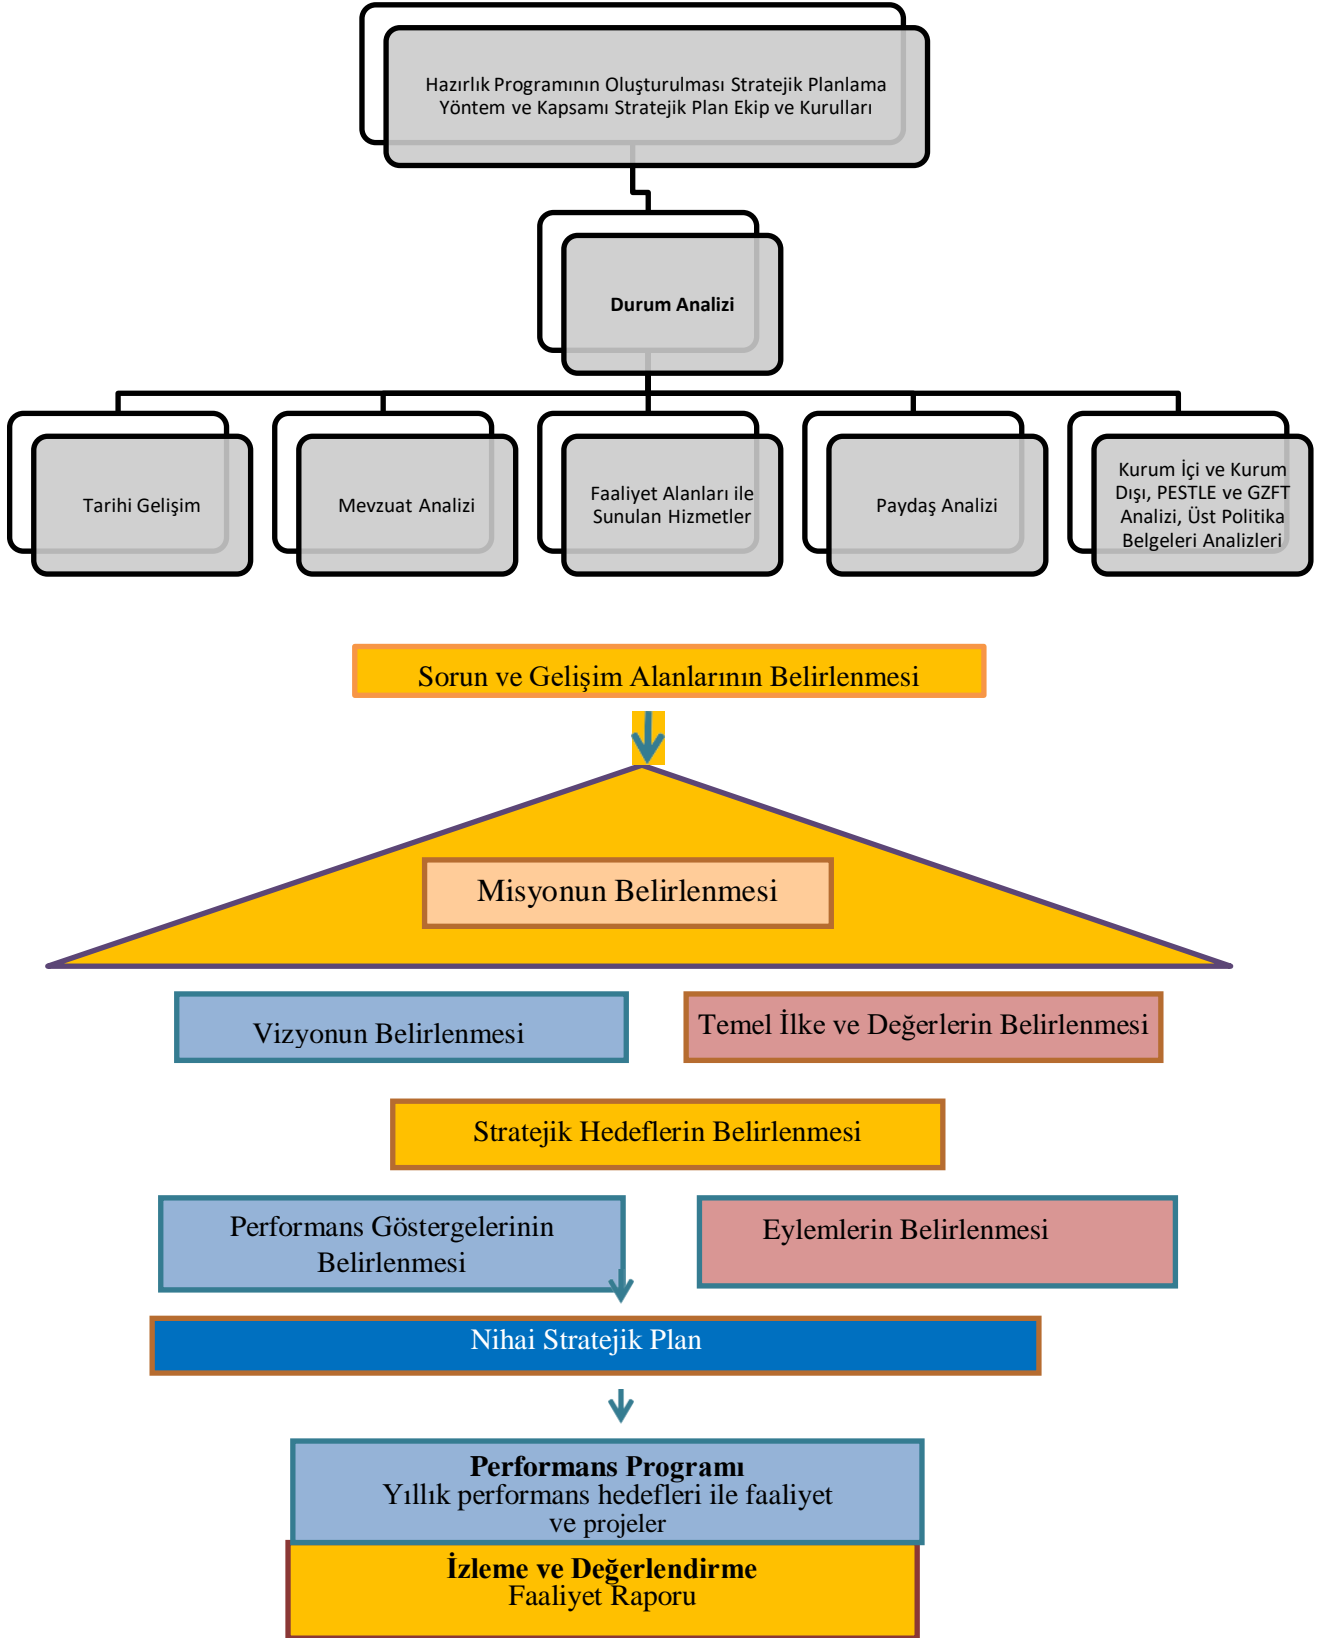 Hazırlık Programının Oluşturulması Stratejik Planlama
Yöntem ve Kapsamı Stratejik Plan Ekip ve Kurulları
Durum Analizi
Tarihi Gelişim
Mevzuat Analizi
Faaliyet Alanları ile
Sunulan Hizmetler
Paydaş Analizi
Kurum İçi ve Kurum
Dışı, PESTLE ve GZFT
Analizi, Üst Politika
Belgeleri Analizleri
Sorun ve Gelişim Alanlarının Belirlenmesi
Misyonun Belirlenmesi
Vizyonun Belirlenmesi
Temel İlke ve Değerlerin Belirlenmesi
Stratejik Hedeflerin Belirlenmesi
Performans Göstergelerinin
Belirlenmesi
Eylemlerin Belirlenmesi
Nihai Stratejik Plan
Performans Programı
Yıllık performans hedefleri ile faaliyet
ve projeler
İzleme ve Değerlendirme
Faaliyet Raporu